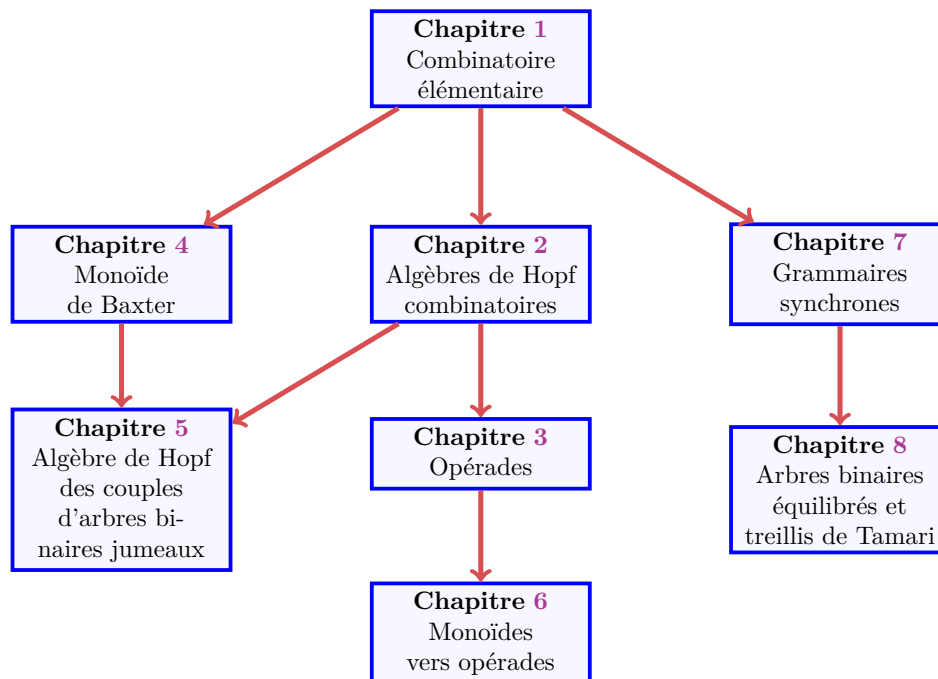 Chapitre 1
Combinatoire
élémentaire
Chapitre 4
Monoïde
de Baxter
Chapitre 2
Algèbres de Hopf
combinatoires
Chapitre 7
Grammaires
synchrones
Chapitre 5
Algèbre de Hopf
des couples
d'arbres bi-
naires jumeaux
Chapitre 3
Opérades
Chapitre 8
Arbres binaires
équilibrés et
treillis de Tamari
Chapitre 6
Monoïdes
vers opérades